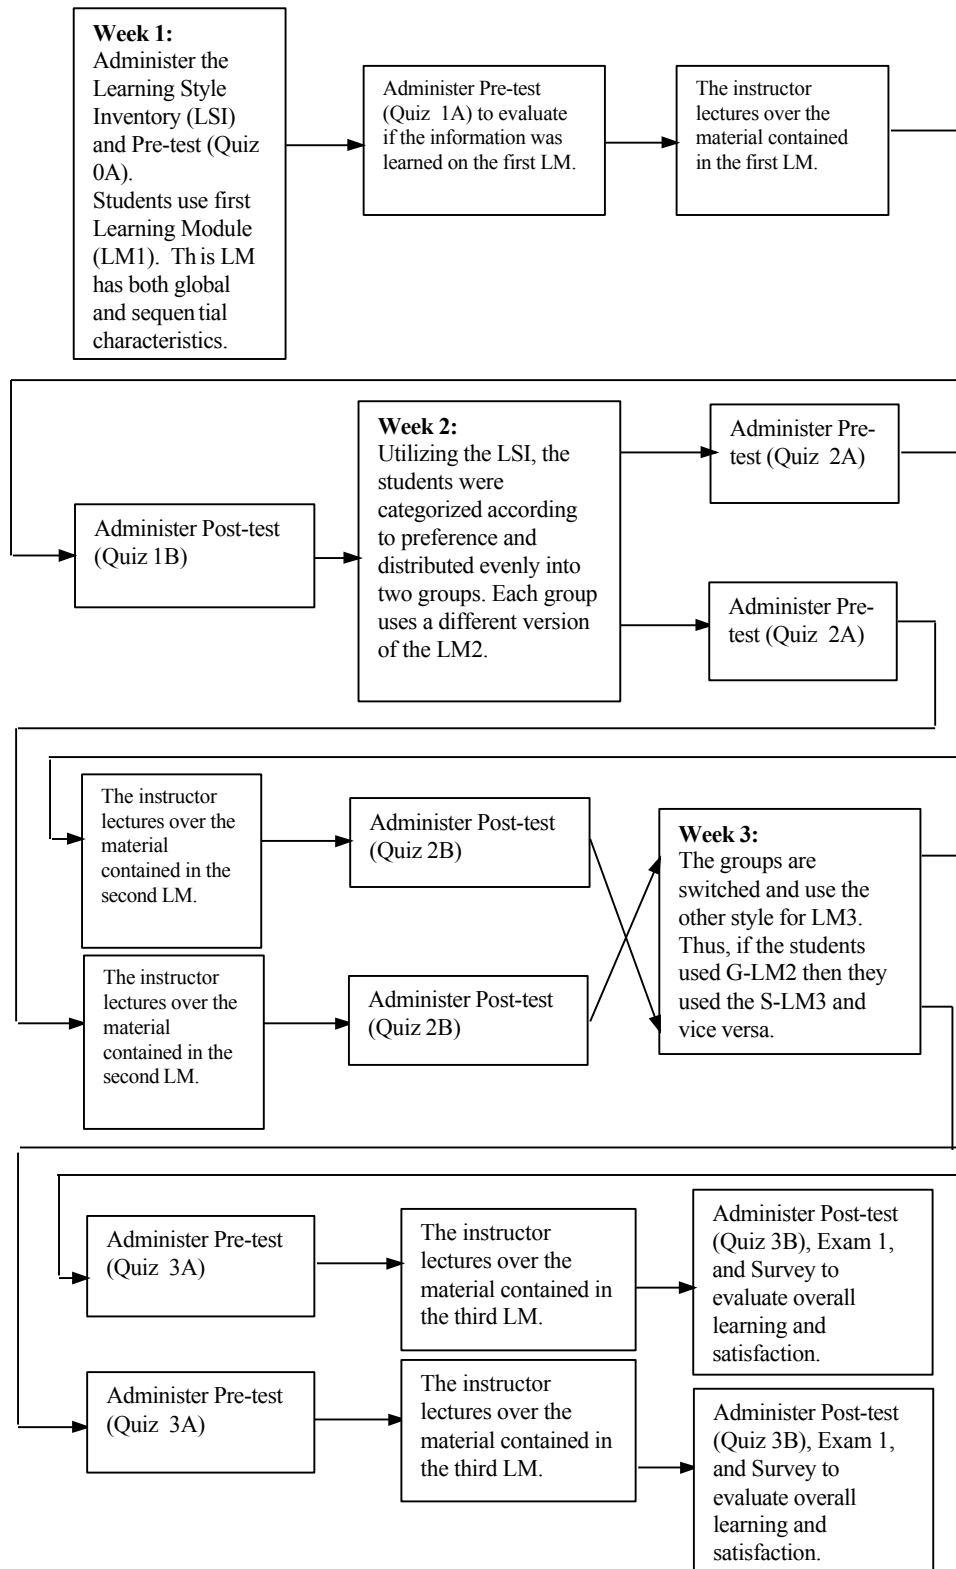 Week 1:
Administer the
Learning Style
Inventory (LSI)
and Pre-test (Quiz
0A).
Students use first
Learning Module
(LM1).  Th is LM
has both global
and sequen tial
characteristics.
Administer Pre-test
(Quiz  1A) to evaluate
if the information was
learned on the first LM.
The instructor
lectures over the
material contained
in the first LM.
Administer Post-test
(Quiz 1B)
Week 2:
Utilizing the LSI, the
students were
categorized according
to preference and
distributed evenly into
two groups. Each group
uses a different version
of the LM2.
Administer Pre-
test (Quiz  2A)
Administer Pre-
test (Quiz  2A)
The instructor
lectures over the
material
contained in the
second LM.
Administer Post-test
(Quiz 2B)
The instructor
lectures over the
material
contained in the
second LM.
Administer Post-test
(Quiz 2B)
Week 3:
The groups are
switched and use the
other style for LM3.
Thus, if the students
used G-LM2 then they
used the S-LM3 and
vice versa.
Administer Pre-test
(Quiz  3A)
The instructor
lectures over the
material contained in
the third LM.
Administer Post-test
(Quiz 3B), Exam 1,
and Survey to
evaluate overall
learning and
satisfaction.
Administer Pre-test
(Quiz  3A)
The instructor
lectures over the
material contained in
the third LM.
Administer Post-test
(Quiz 3B), Exam 1,
and Survey to
evaluate overall
learning and
satisfaction.